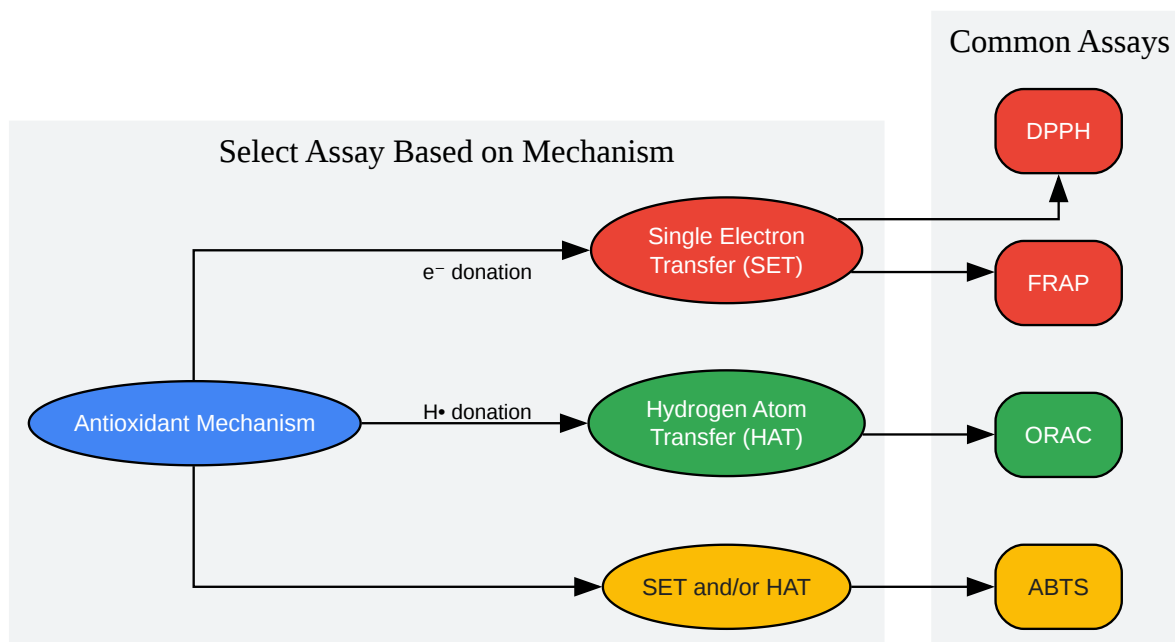 Common Assays
DPPH
Select Assay Based on Mechanism
Single Electron
Transfer (SET)
e⁻ donation
FRAP
Antioxidant Mechanism
H• donation
Hydrogen Atom
Transfer (HAT)
ORAC
SET and/or HAT
ABTS